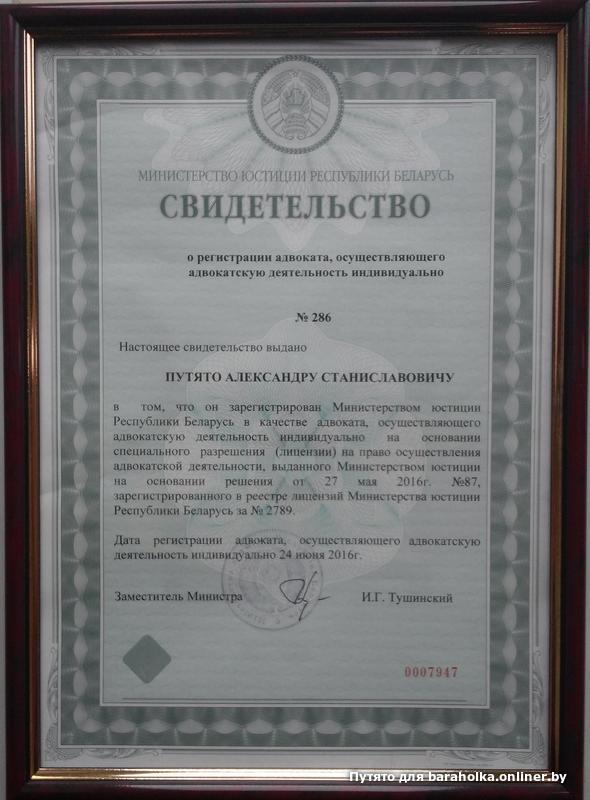 МИНИСТЕРСТВО ЮСТИЦИИ РЕСПУБЛИКИ БЕЛАРУСЬ
СВИДЕТЕЛЬСТВО
о регистрации адвоката, осуществляющего
адвокатскую деятельность индивидуально
№ 286
Настоящее свидетельство выдано
ПУТЯТО АЛЕКСАНДРУ СТАНИСЛАВОВИЧУ
в том, что он зарегистрирован Министерством юстиции
Республики Беларусь в качестве адвоката, осуществляющего
адвокатскую деятельность индивидуально на основании
специального разрешения (лицензии) на право осуществления
адвокатской деятельности, выданного Министерством юстиции
на основании решения от 27 мая 2016г. №87,
зарегистрированного в реестре лицензий Министерства юстиции
Республики Беларусь за № 2789.
Дата регистрации адвоката, осуществляющего адвокатскую
деятельность индивидуально 24 июня 2016г.
Заместитель Министра И.Г. Тушинский
0007947
Путято для baraholka.onliner.by